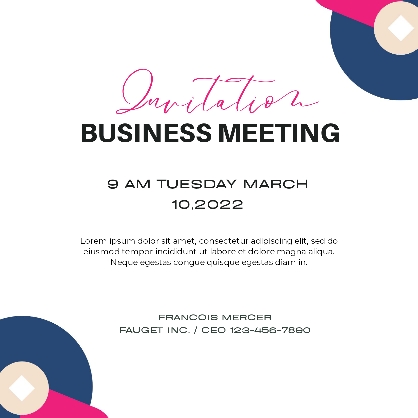 Invitation
BUSINESS MEETING
9 AM TUESDAY MARCH
10,2022
Lorem ipsum dolor sit amet, consectetur adipiscing elit, sed do
eiusmod tempor incididunt ut labore et dolore magna aliqua.
Neque egestas congue quisque egestas diam in.
FRANCOIS MERCER
FAUGET INC. / CEO 123-456-7890